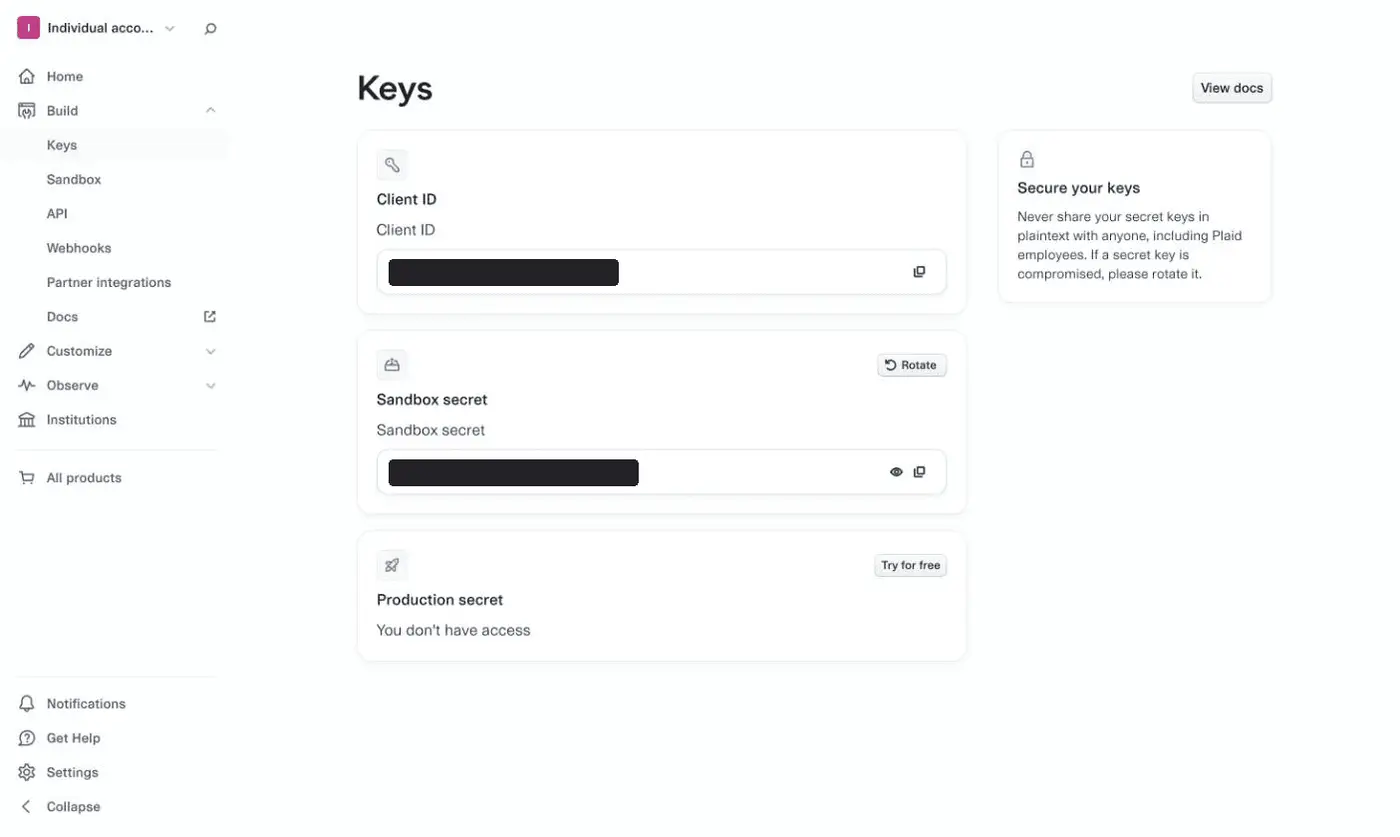 I
Individual acco...
Home
Build
Keys
Sandbox
API
Webhooks
Partner integrations
Docs
Customize
Observe
Institutions
All products
Notifications
Get Help
Settings
Collapse
Keys
View docs
Client ID
Client ID
Rotate
Sandbox secret
Sandbox secret
Try for free
Production secret
You don't have access
Secure your keys
Never share your secret keys in
plaintext with anyone, including Plaid
employees. If a secret key is
compromised, please rotate it.